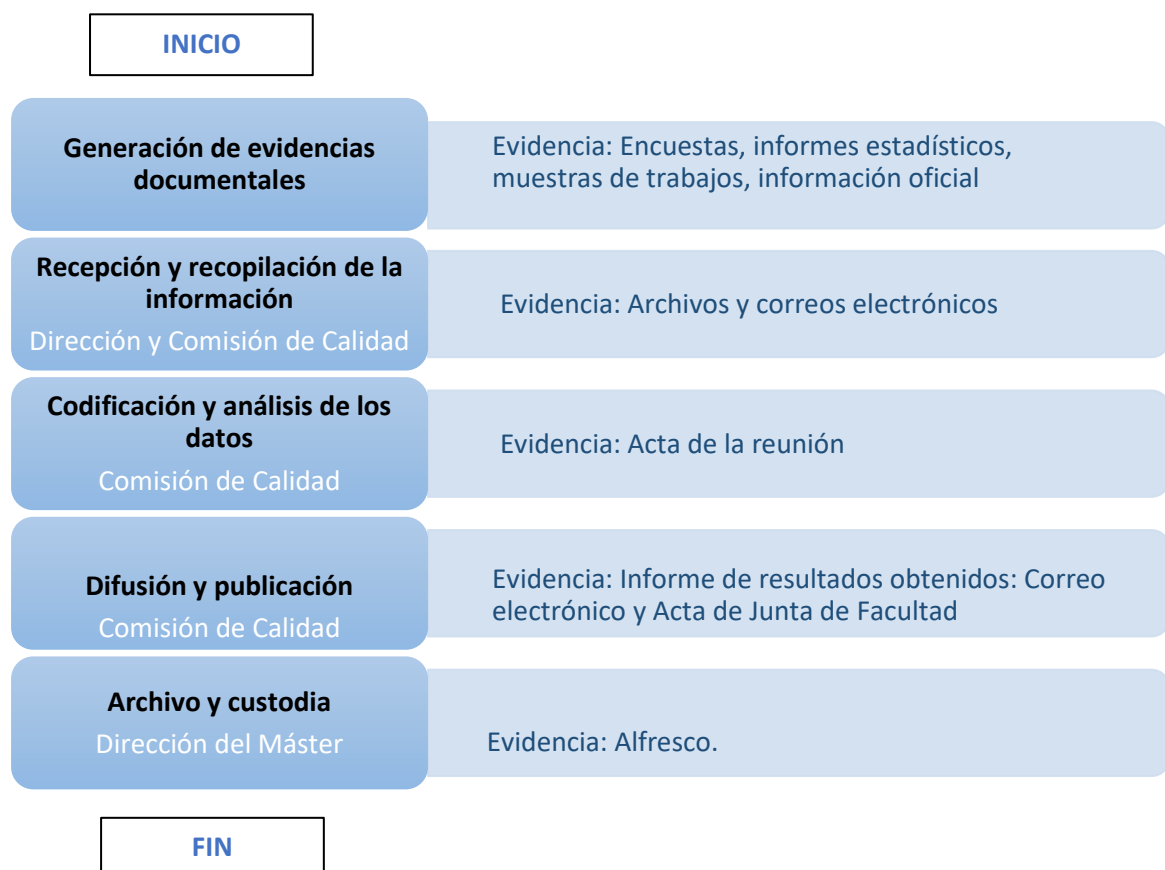 INICIO
Generación de evidencias
documentales
Evidencia: Encuestas, informes estadísticos,
muestras de trabajos, información oficial
Recepción y recopilación de la
información
Dirección y Comisión de Calidad
Evidencia: Archivos y correos electrónicos
Codificación y análisis de los
datos
Comisión de Calidad
Evidencia: Acta de la reunión
Difusión y publicación
Comisión de Calidad
Evidencia: Informe de resultados obtenidos: Correo
electrónico y Acta de Junta de Facultad
Archivo y custodia
Dirección del Máster
Evidencia: Alfresco.
FIN